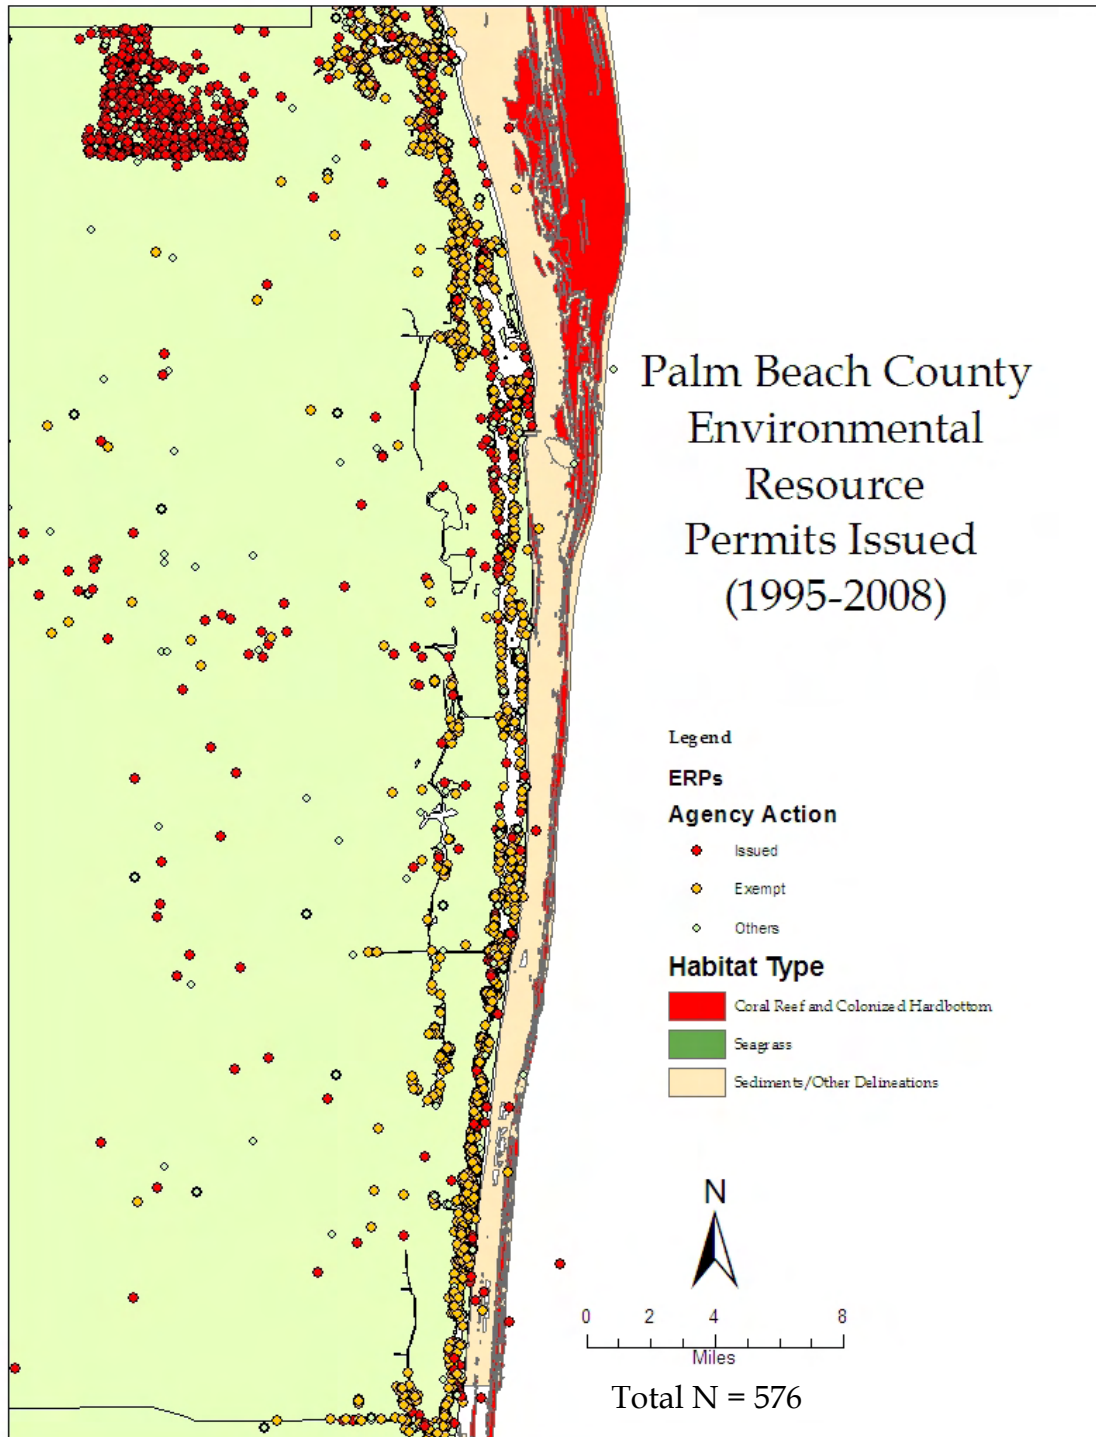 Palm Beach County
Environmental
Resource
Permits Issued
(1995-2008)
Legend
ERPs
Agency Action
Issued
Exempt
Others
Habitat Type
Coral Reef and Colonized Hardbottom
Seagrass
Sediments/Other Delineations
N
0 2 4 8
Miles
Total N = 576